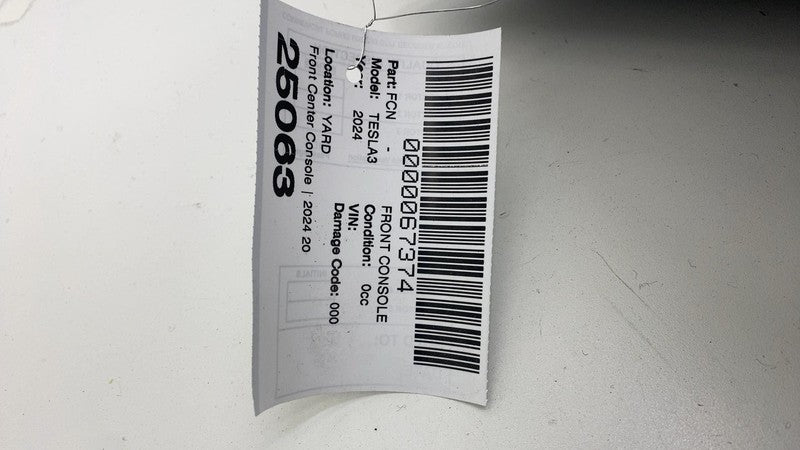 0000067374
Part: FCN - FRONT CONSOLE
Model: TESLA3 Condition: 0cc
Year: 2024 VIN:
Damage Code: 000
Location: YARD
Front Center Console | 2024 20
25063